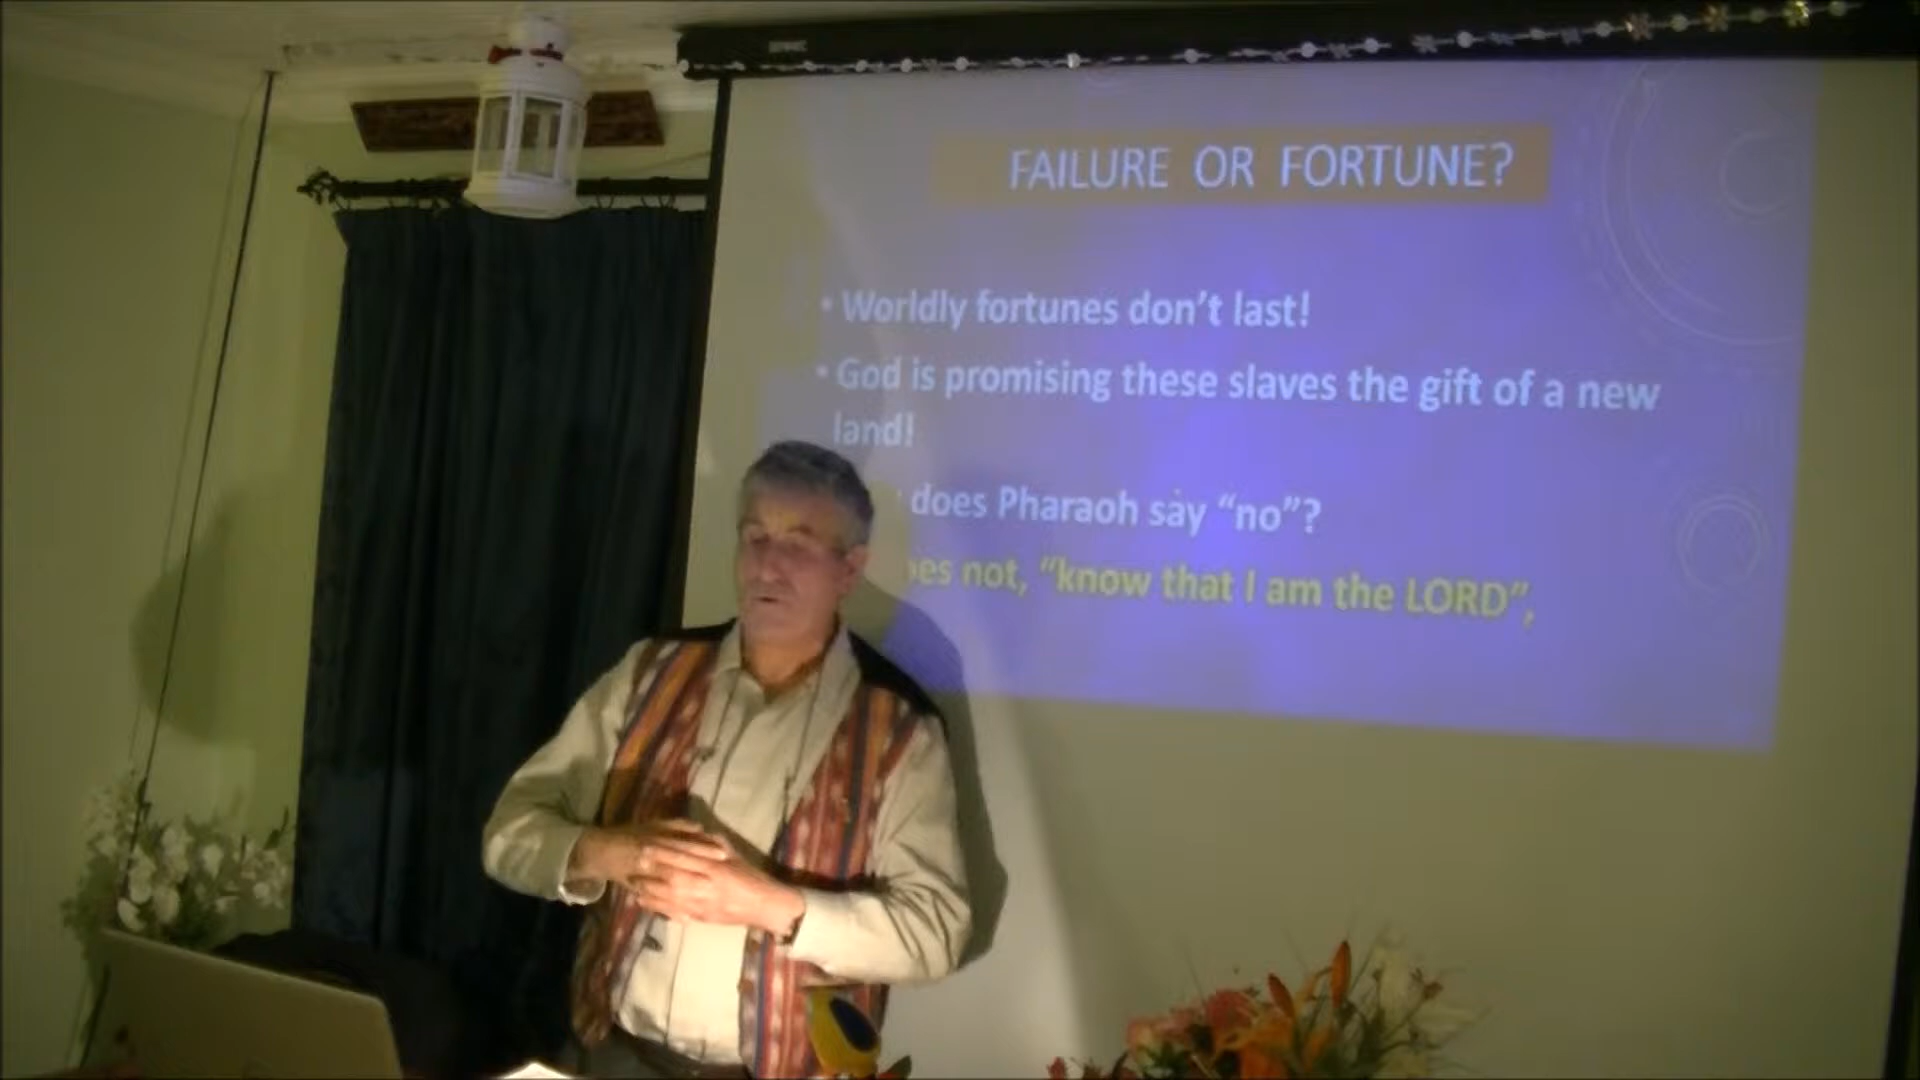 FAILURE OR FORTUNE?
• Worldly fortunes don't last!
• God is promising these slaves the gift of a new
land!
does Pharaoh say "no"?
not, "know that I am the LORD",